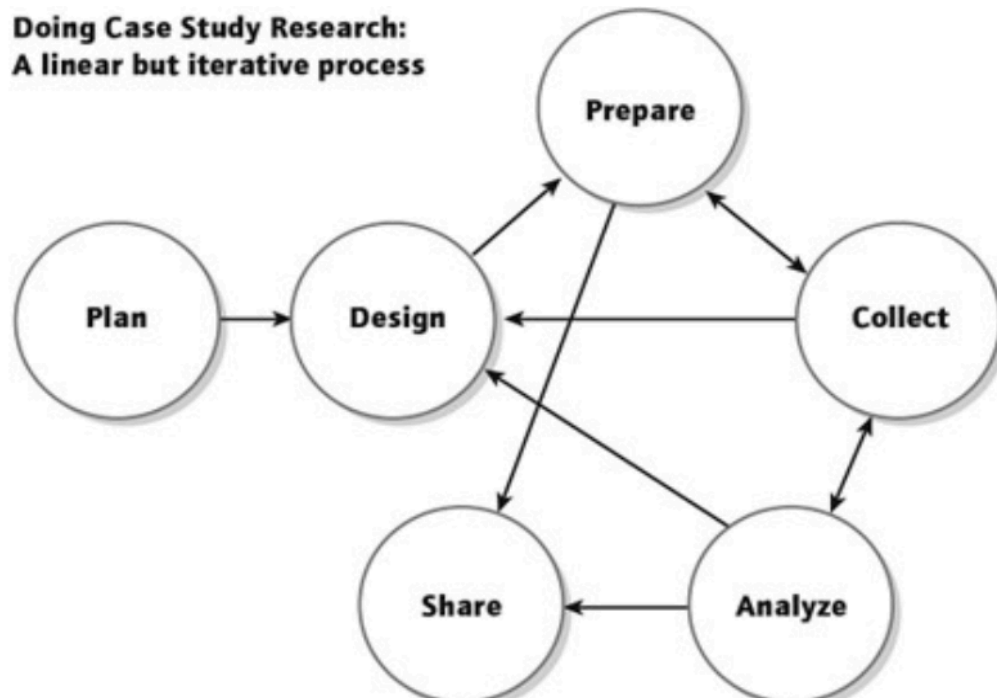 Doing Case Study Research:
A linear but iterative process
Prepare
Plan
Design
Collect
Share
Analyze